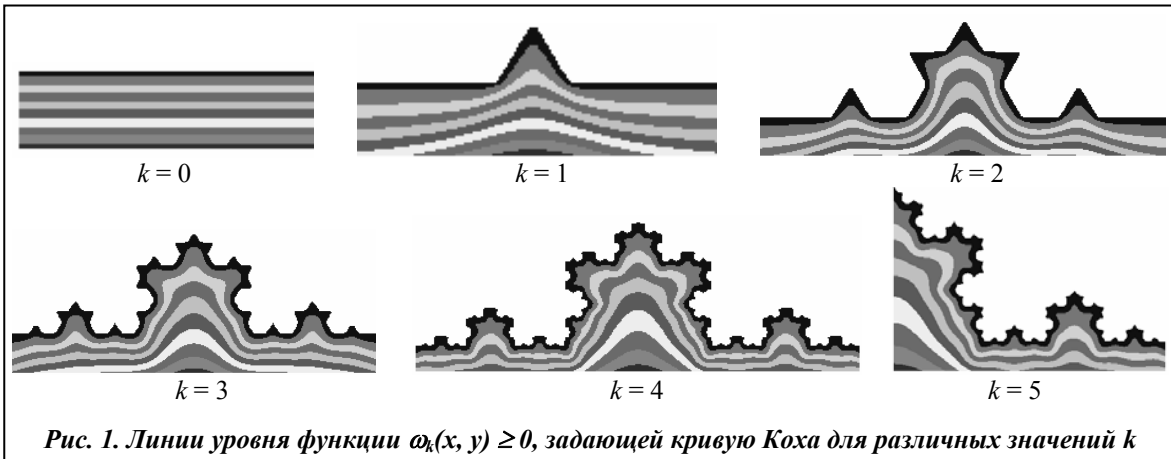 k = 0
k = 1
k = 2
k = 3
k = 4
k = 5
Рис. 1. Линии уровня функции ωₖ(x, y) ≥ 0, задающей кривую Коха для различных значений k